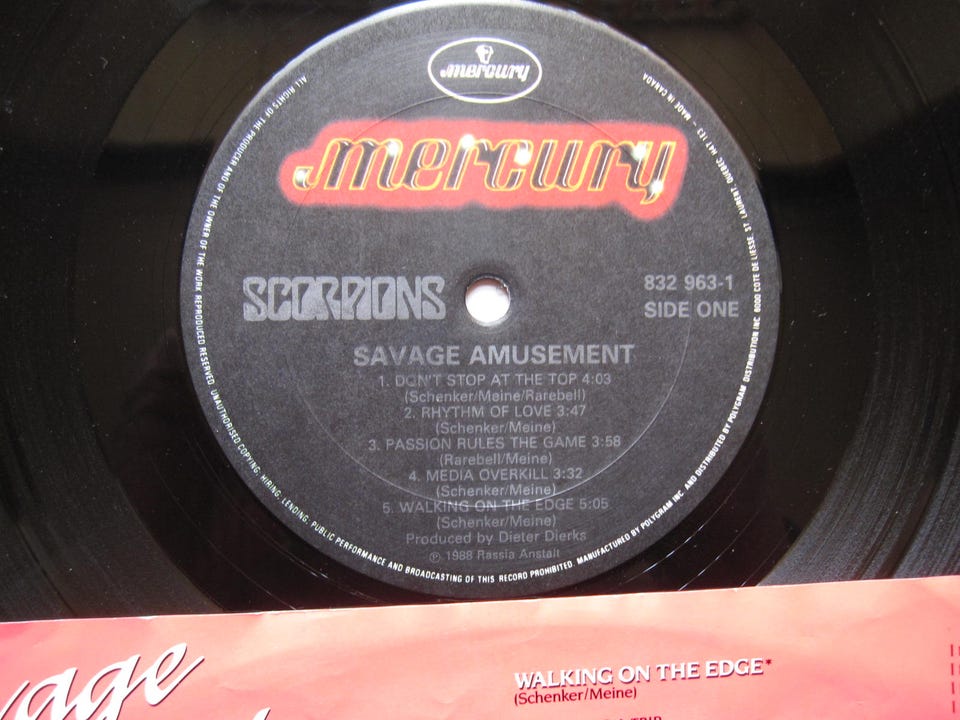 mercury
mercury
SCORPIONS
832 963-1
SIDE ONE
SAVAGE AMUSEMENT
1. DON'T STOP AT THE TOP 4:03
(Schenker/Meine/Rarebell)
2. RHYTHM OF LOVE 3:47
(Schenker/Meine)
3. PASSION RULES THE GAME 3:58
(Rarebell/Meine)
4. MEDIA OVERKILL 3:32
(Schenker/Meine)
5. WALKING ON THE EDGE 5:05
(Schenker/Meine)
Produced by Dieter Dierks
℗ 1988 Rassia Anstalt
ALL RIGHTS OF THE PRODUCER AND OF THE OWNER OF THE WORK REPRODUCED RESERVED. UNAUTHORISED COPYING, HIRING, LENDING, PUBLIC PERFORMANCE AND BROADCASTING OF THIS RECORD PROHIBITED. MANUFACTURED BY POLYGRAM INC. AND DISTRIBUTED BY POLYGRAM DISTRIBUTION INC. 6000 COTE DE LIESSE, ST LAURENT, QUEBEC H4T 1E3 - MADE IN CANADA
vage
WALKING ON THE EDGE*
(Schenker/Meine)